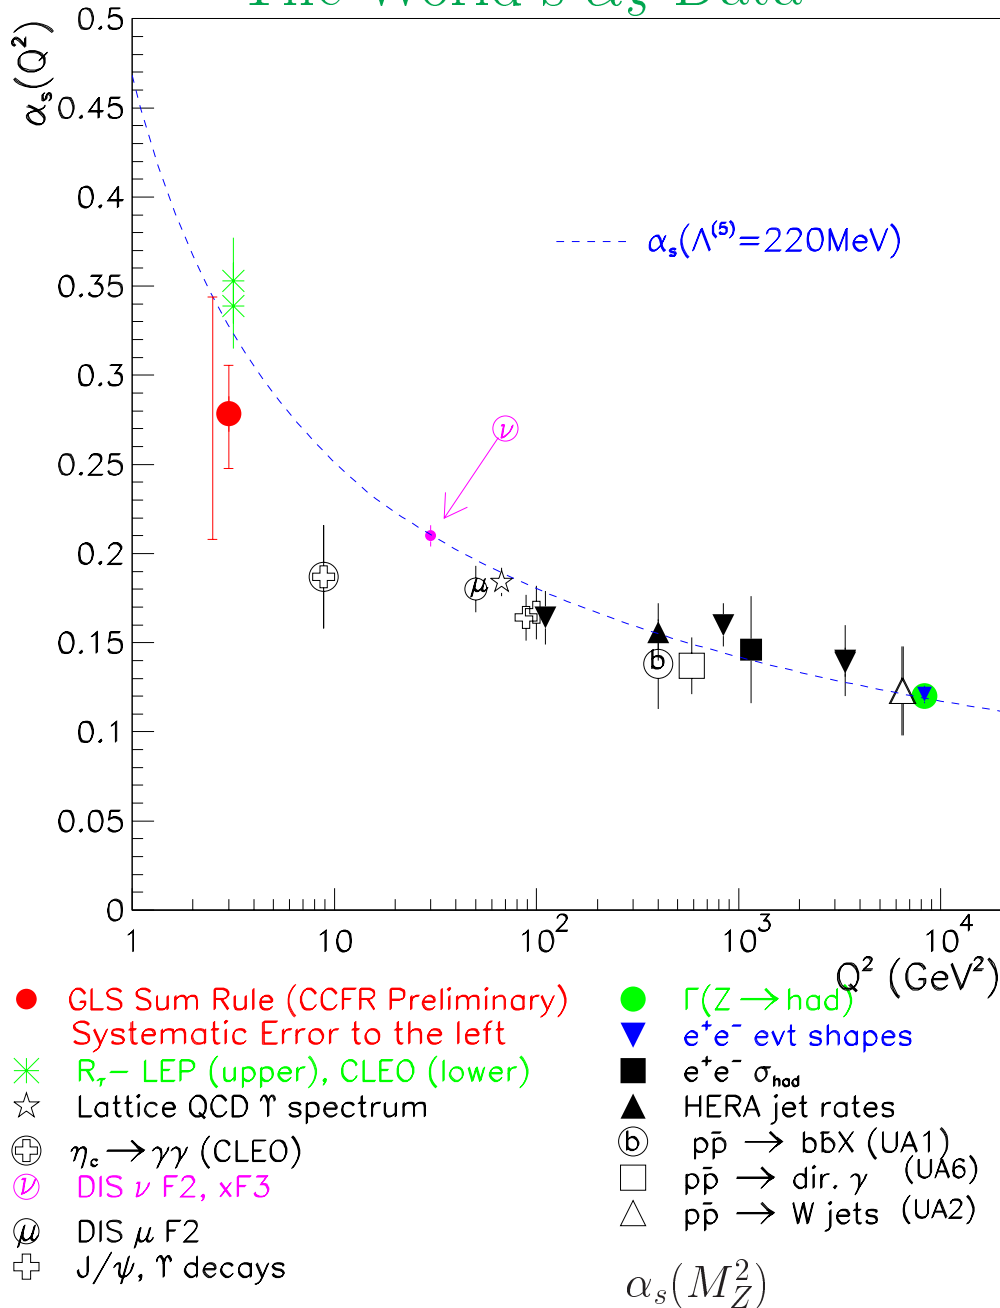 The World's αs Data
αs(Q²)
0.5
0.45
0.4
0.35
0.3
0.25
0.2
0.15
0.1
0.05
0
αs(Λ⁽⁵⁾=220MeV)
ν
μ
b
1 10 10² 10³ 10⁴
Q² (GeV²)
GLS Sum Rule (CCFR Preliminary)
Systematic Error to the left
Rτ– LEP (upper), CLEO (lower)
Lattice QCD ϒ spectrum
ηc→γγ (CLEO)
ν DIS ν F2, xF3
μ DIS μ F2
J/ψ, ϒ decays
Γ(Z→had)
e⁺e⁻ evt shapes
e⁺e⁻ σhad
HERA jet rates
b pp̄ → bb̄X (UA1)
pp̄ → dir. γ (UA6)
pp̄ → W jets (UA2)
αs(M²Z)